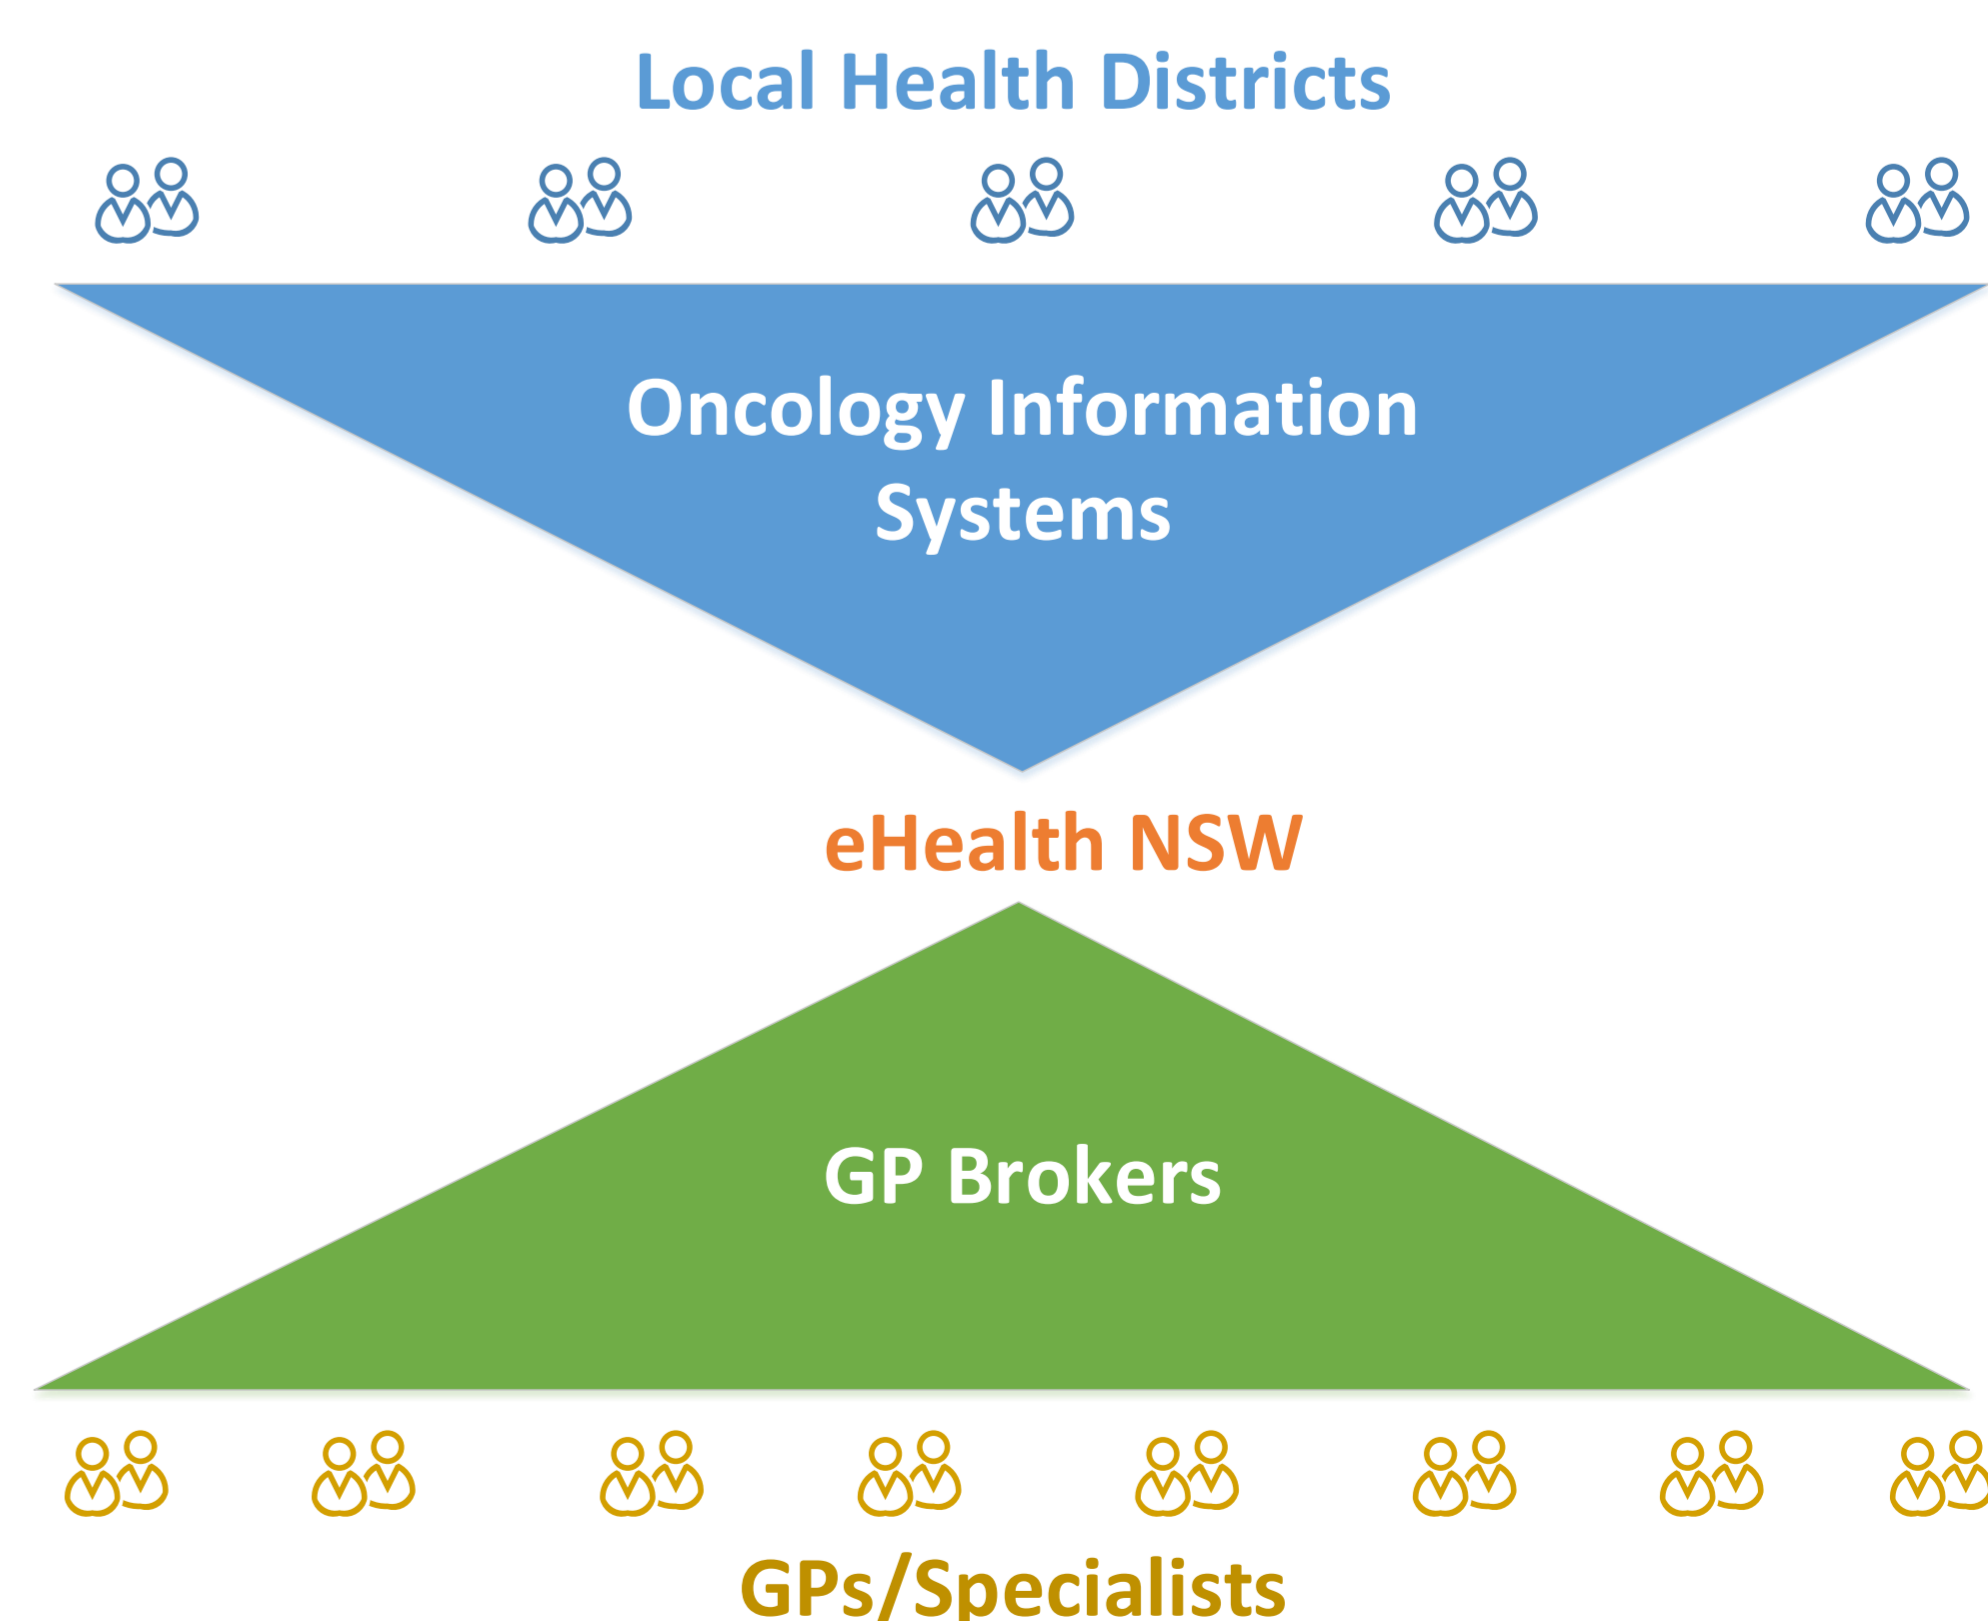 Local Health Districts
Oncology Information
Systems
eHealth NSW
GP Brokers
GPs/Specialists